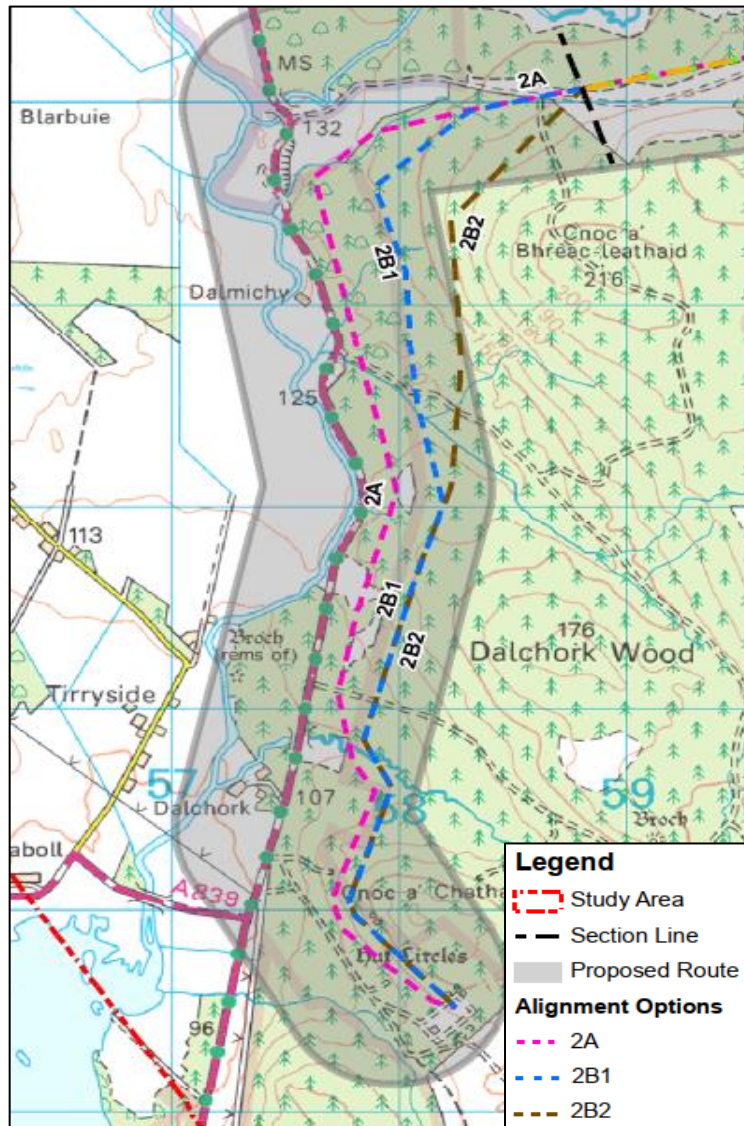 MS
2A
Blarbuie
132
2B1
2B2
Cnoc a'
Bhreac-leathaid
216
200
Dalmichy
125
2A
113
2B1
Broch
(rems of)
2B2
176
Dalchork Wood
Tirryside
57
Dalchork
107
58
59
Broch
aboll
A839
Cnoc a' Chatha
Hut Circles
96
Legend
Study Area
Section Line
Proposed Route
Alignment Options
2A
2B1
2B2